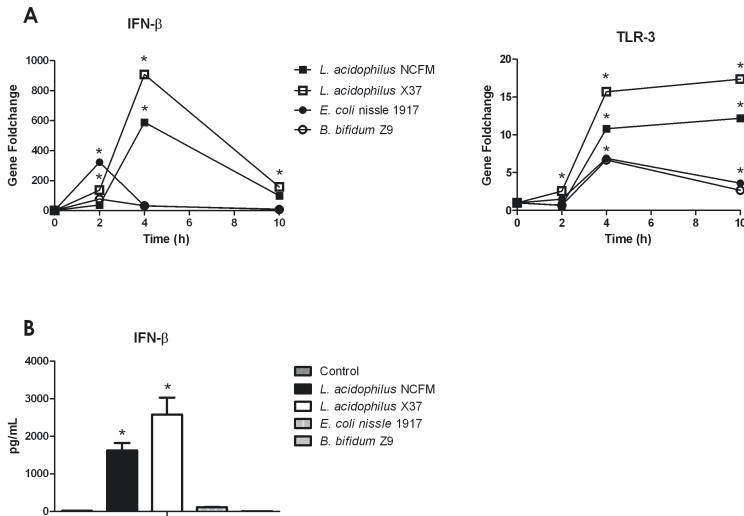 A
IFN-β
TLR-3
Gene Foldchange
1000
800
600
400
200
0
* * * * *
0 2 4 6 8 10
Time (h)
L. acidophilus NCFM
L. acidophilus X37
E. coli nissle 1917
B. bifidum Z9
Gene Foldchange
20
15
10
5
0
* * * * * * *
0 2 4 6 8 10
Time (h)
B
IFN-β
pg/mL
4000
3000
2000
1000
0
* *
Control
L. acidophilus NCFM
L. acidophilus X37
E. coli nissle 1917
B. bifidum Z9